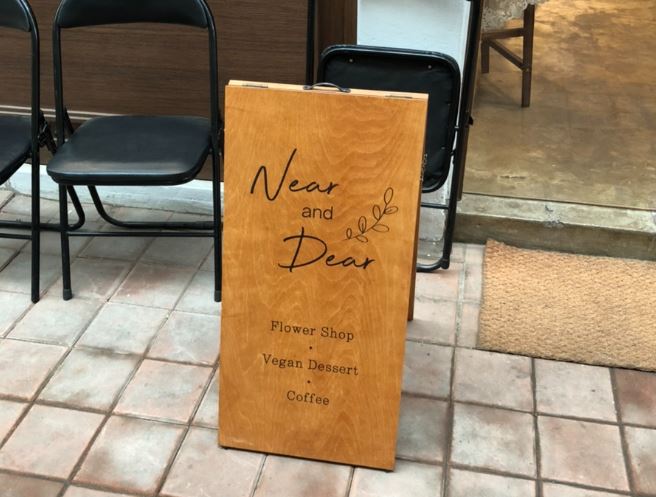 Near
and
Dear
Flower Shop
•
Vegan Dessert
•
Coffee